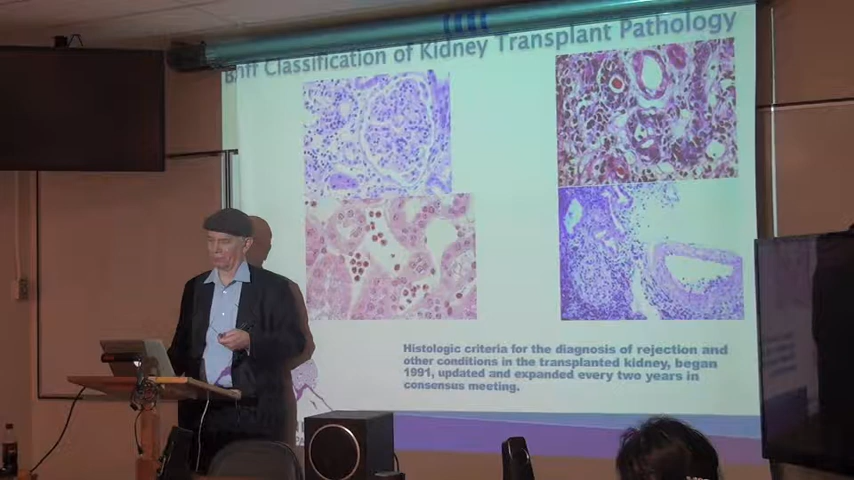 Banff Classification of Kidney Transplant Pathology
Histologic criteria for the diagnosis of rejection and
other conditions in the transplanted kidney, began
1991, updated and expanded every two years in
consensus meeting.